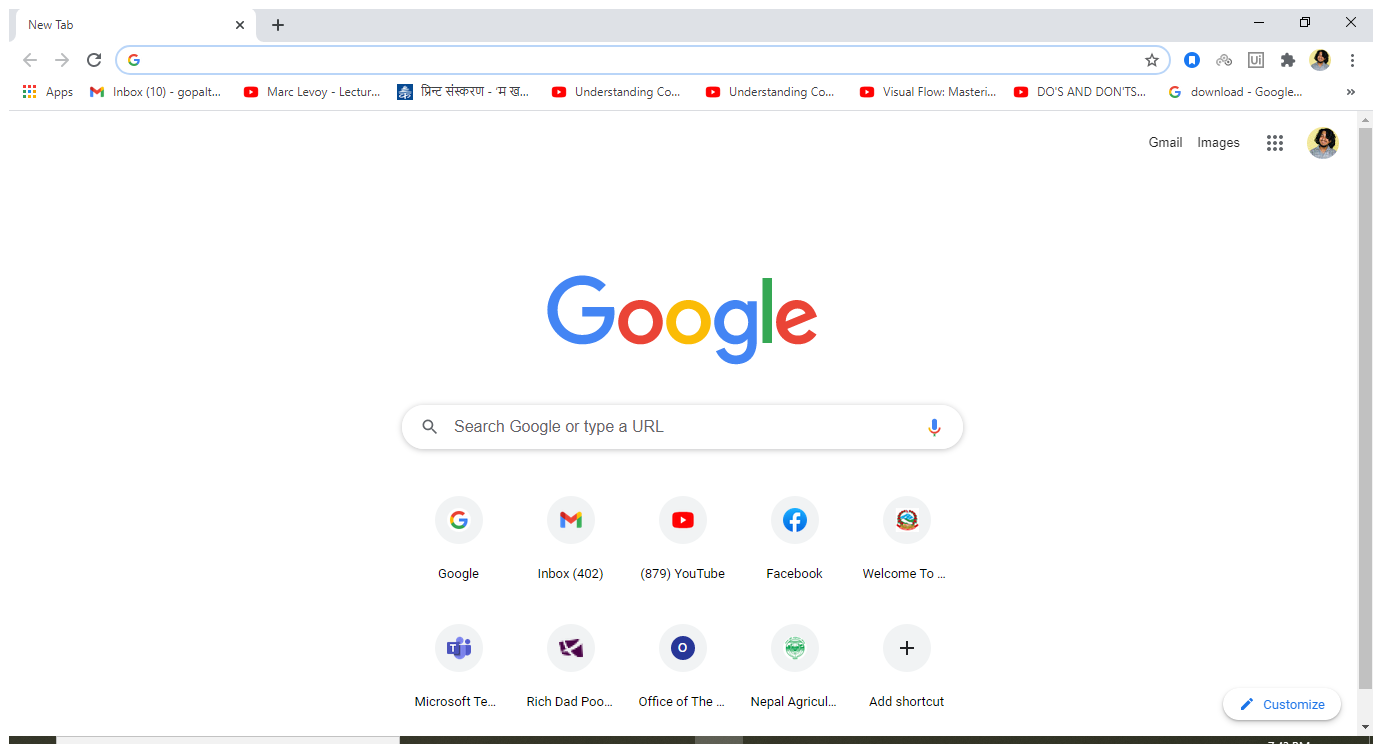 New Tab
Apps Inbox (10) - gopalt... Marc Levoy - Lectur... प्रिन्ट संस्करण - 'म ख... Understanding Co... Understanding Co... Visual Flow: Masteri... DO'S AND DON'TS... download - Google... »
Gmail Images
Google
Search Google or type a URL
Google Inbox (402) (879) YouTube Facebook Welcome To ...
Microsoft Te... Rich Dad Poo... Office of The ... Nepal Agricul... Add shortcut
Customize